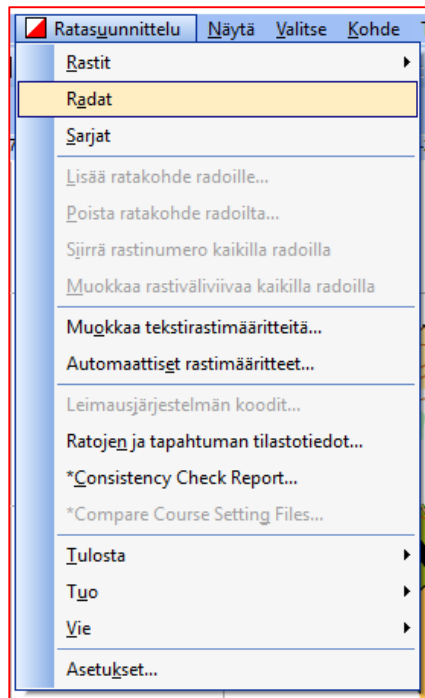 Ratasuunnittelu Näytä Valitse Kohde
Rastit
Radat
Sarjat
Lisää ratakohde radoille...
Poista ratakohde radoilta...
Siirrä rastinumero kaikilla radoilla
Muokkaa rastiväliviivaa kaikilla radoilla
Muokkaa tekstirastimääritteitä...
Automaattiset rastimääritteet...
Leimausjärjestelmän koodit...
Ratojen ja tapahtuman tilastotiedot...
*Consistency Check Report...
*Compare Course Setting Files...
Tulosta
Tuo
Vie
Asetukset...